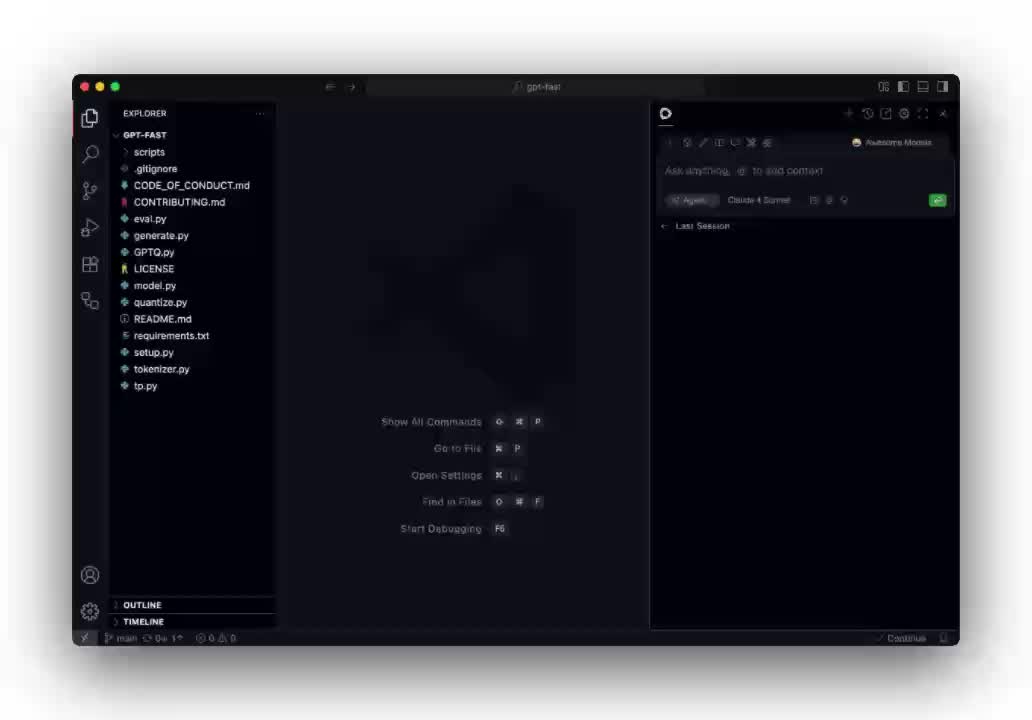 gpt-fast
EXPLORER
GPT-FAST
scripts
.gitignore
CODE_OF_CONDUCT.md
CONTRIBUTING.md
eval.py
generate.py
GPTQ.py
LICENSE
model.py
quantize.py
README.md
requirements.txt
setup.py
tokenizer.py
tp.py
OUTLINE
TIMELINE
Show All Commands ⇧ ⌘ P
Go to File ⌘ P
Open Settings ⌘ ,
Find in Files ⇧ ⌘ F
Start Debugging F5
Awesome Models
Ask anything, @ to add context
Agent Claude 4 Sonnet
Last Session
main 0↓ 1↑ 0 0
Continue